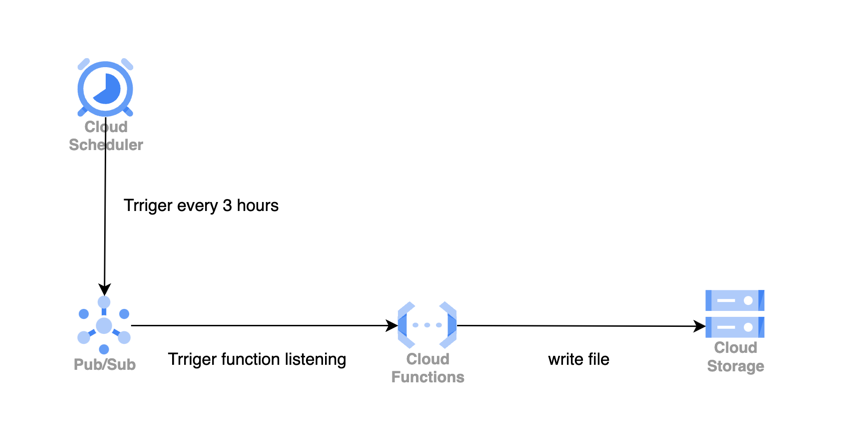 Cloud
Scheduler
Trriger every 3 hours
Pub/Sub
Trriger function listening
Cloud
Functions
write file
Cloud
Storage